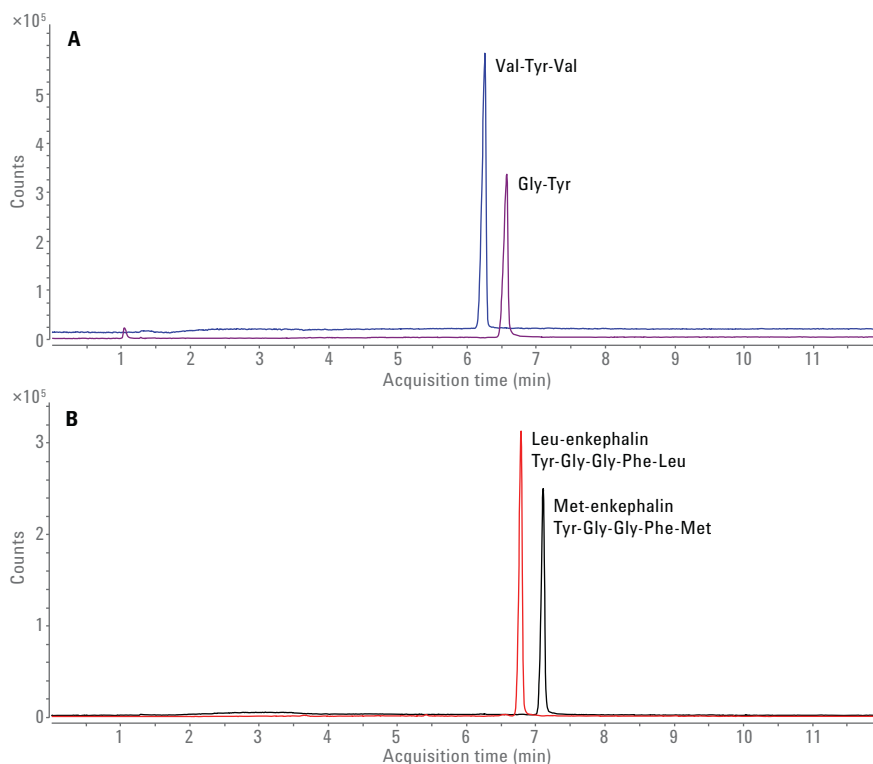 ×10⁵
A
Val-Tyr-Val
5
4
Gly-Tyr
3
2
1
0
Counts
1 2 3 4 5 6 7 8 9 10 11
Acquisition time (min)
×10⁵
B
Leu-enkephalin
Tyr-Gly-Gly-Phe-Leu
3
Met-enkephalin
Tyr-Gly-Gly-Phe-Met
2
1
0
Counts
1 2 3 4 5 6 7 8 9 10 11
Acquisition time (min)